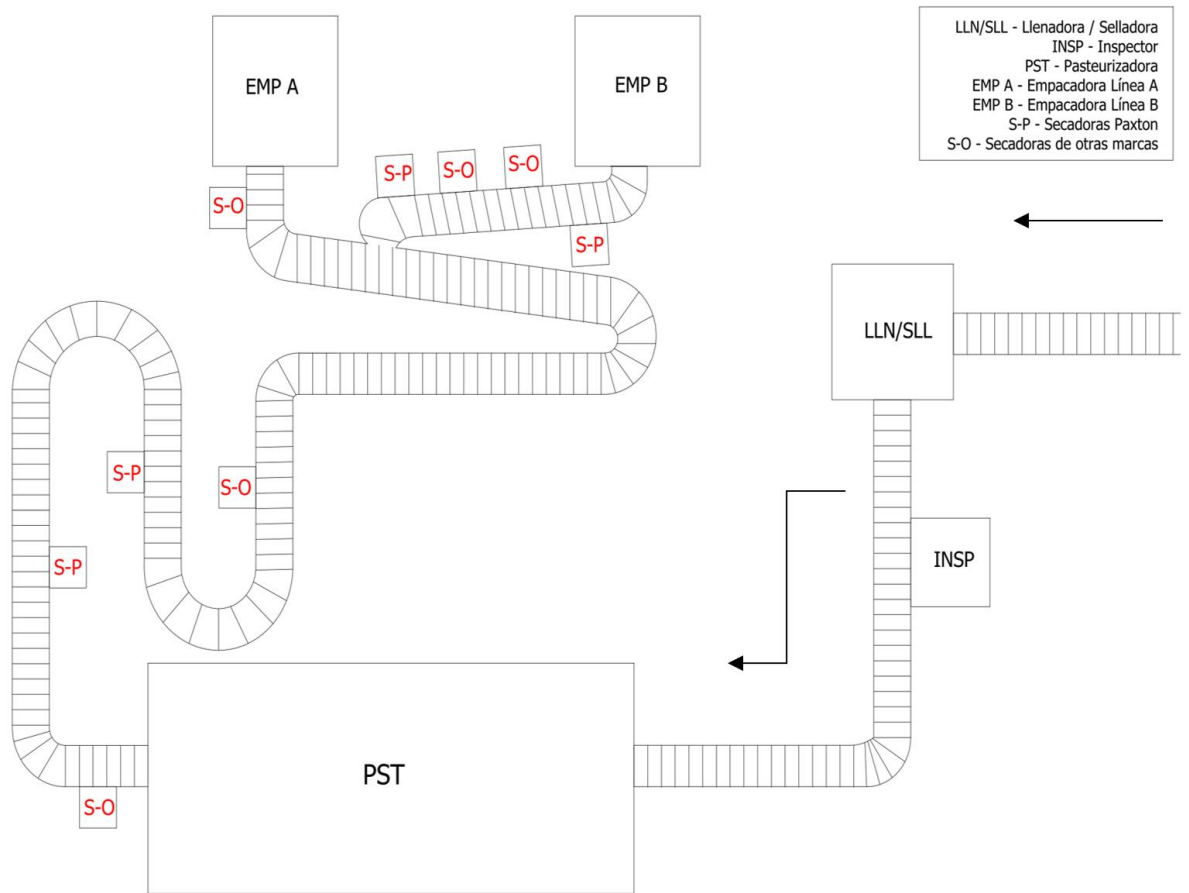 LLN/SLL - Llenadora / Selladora
INSP - Inspector
PST - Pasteurizadora
EMP A - Empacadora Línea A
EMP B - Empacadora Línea B
S-P - Secadoras Paxton
S-O - Secadoras de otras marcas
EMP A
EMP B
S-P
S-O
S-O
S-O
S-P
LLN/SLL
S-P
S-O
S-P
INSP
PST
S-O